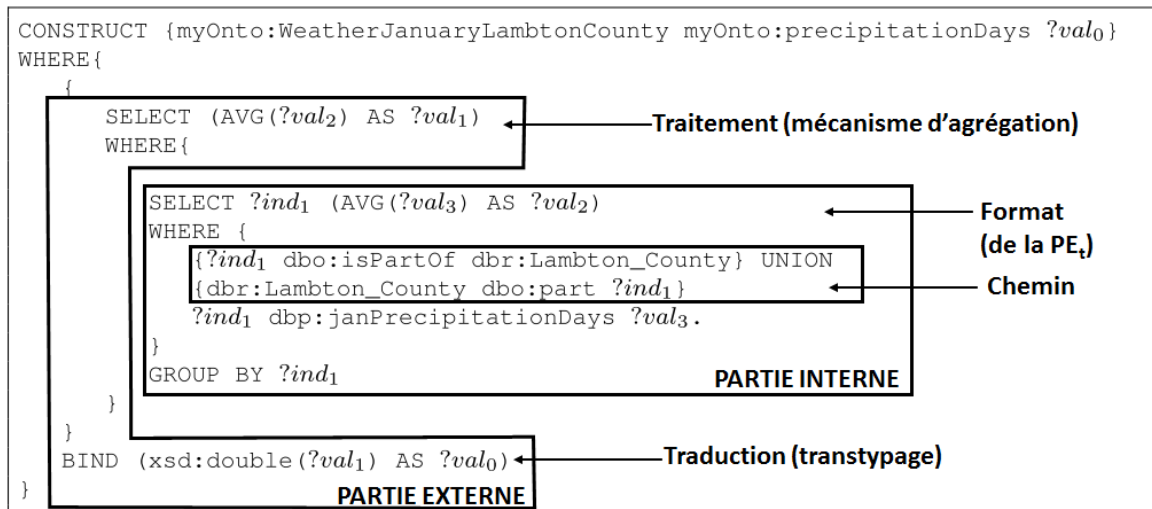 CONSTRUCT {myOnto:WeatherJanuaryLambtonCounty myOnto:precipitationDays ?val₀}
WHERE{
{
SELECT (AVG(?val₂) AS ?val₁) Traitement (mécanisme d'agrégation)
WHERE{
SELECT ?ind₁ (AVG(?val₃) AS ?val₂) Format
WHERE { (de la PEₜ)
{?ind₁ dbo:isPartOf dbr:Lambton_County} UNION
{dbr:Lambton_County dbo:part ?ind₁} Chemin
?ind₁ dbp:janPrecipitationDays ?val₃.
}
GROUP BY ?ind₁ PARTIE INTERNE
}
}
BIND (xsd:double(?val₁) AS ?val₀) Traduction (transtypage)
} PARTIE EXTERNE